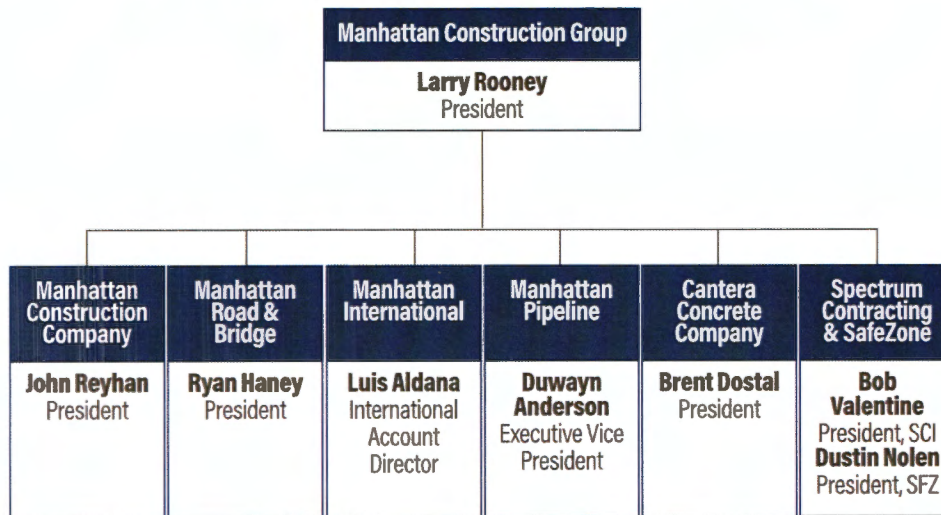 Manhattan Construction Group
Larry Rooney
President
Manhattan
Construction
Company
John Reyhan
President
Manhattan
Road &
Bridge
Ryan Haney
President
Manhattan
International
Luis Aldana
International
Account
Director
Manhattan
Pipeline
Duwayn
Anderson
Executive Vice
President
Cantera
Concrete
Company
Brent Dostal
President
Spectrum
Contracting
& SafeZone
Bob
Valentine
President, SCI
Dustin Nolen
President, SFZ